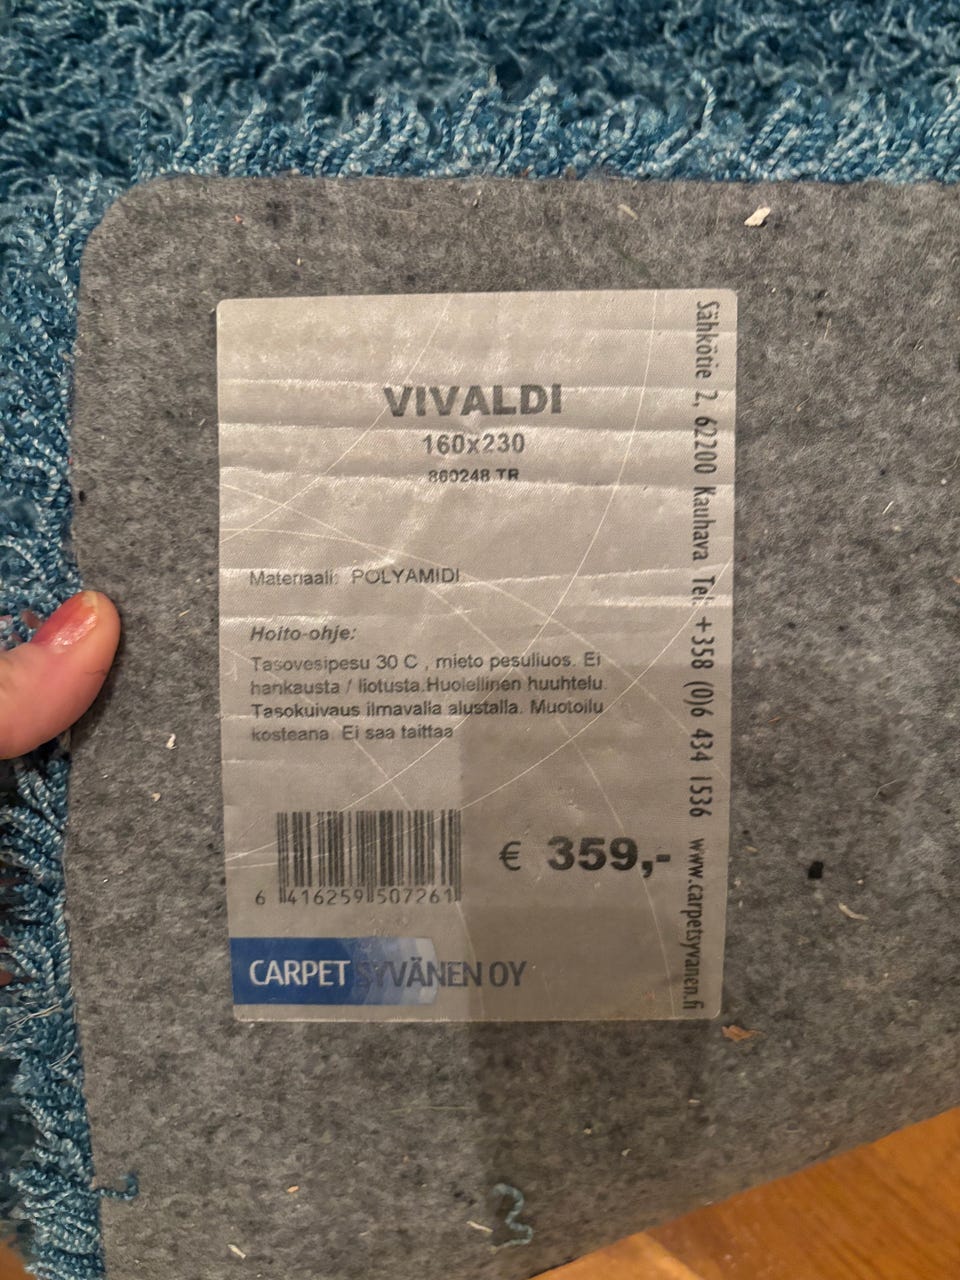 VIVALDI
160x230
860248 TR
Materiaali: POLYAMIDI
Hoito-ohje:
Tasovesipesu 30 C , mieto pesuliuos. Ei
hankausta / liotusta.Huolellinen huuhtelu.
Tasokuivaus ilmavalla alustalla. Muotoilu
kosteana. Ei saa taittaa
6 416259 507261
€ 359,-
CARPET SYVÄNEN OY
Sähkötie 2, 62200 Kauhava Tel. +358 (0)6 434 1536 www.carpetsyvanen.fi